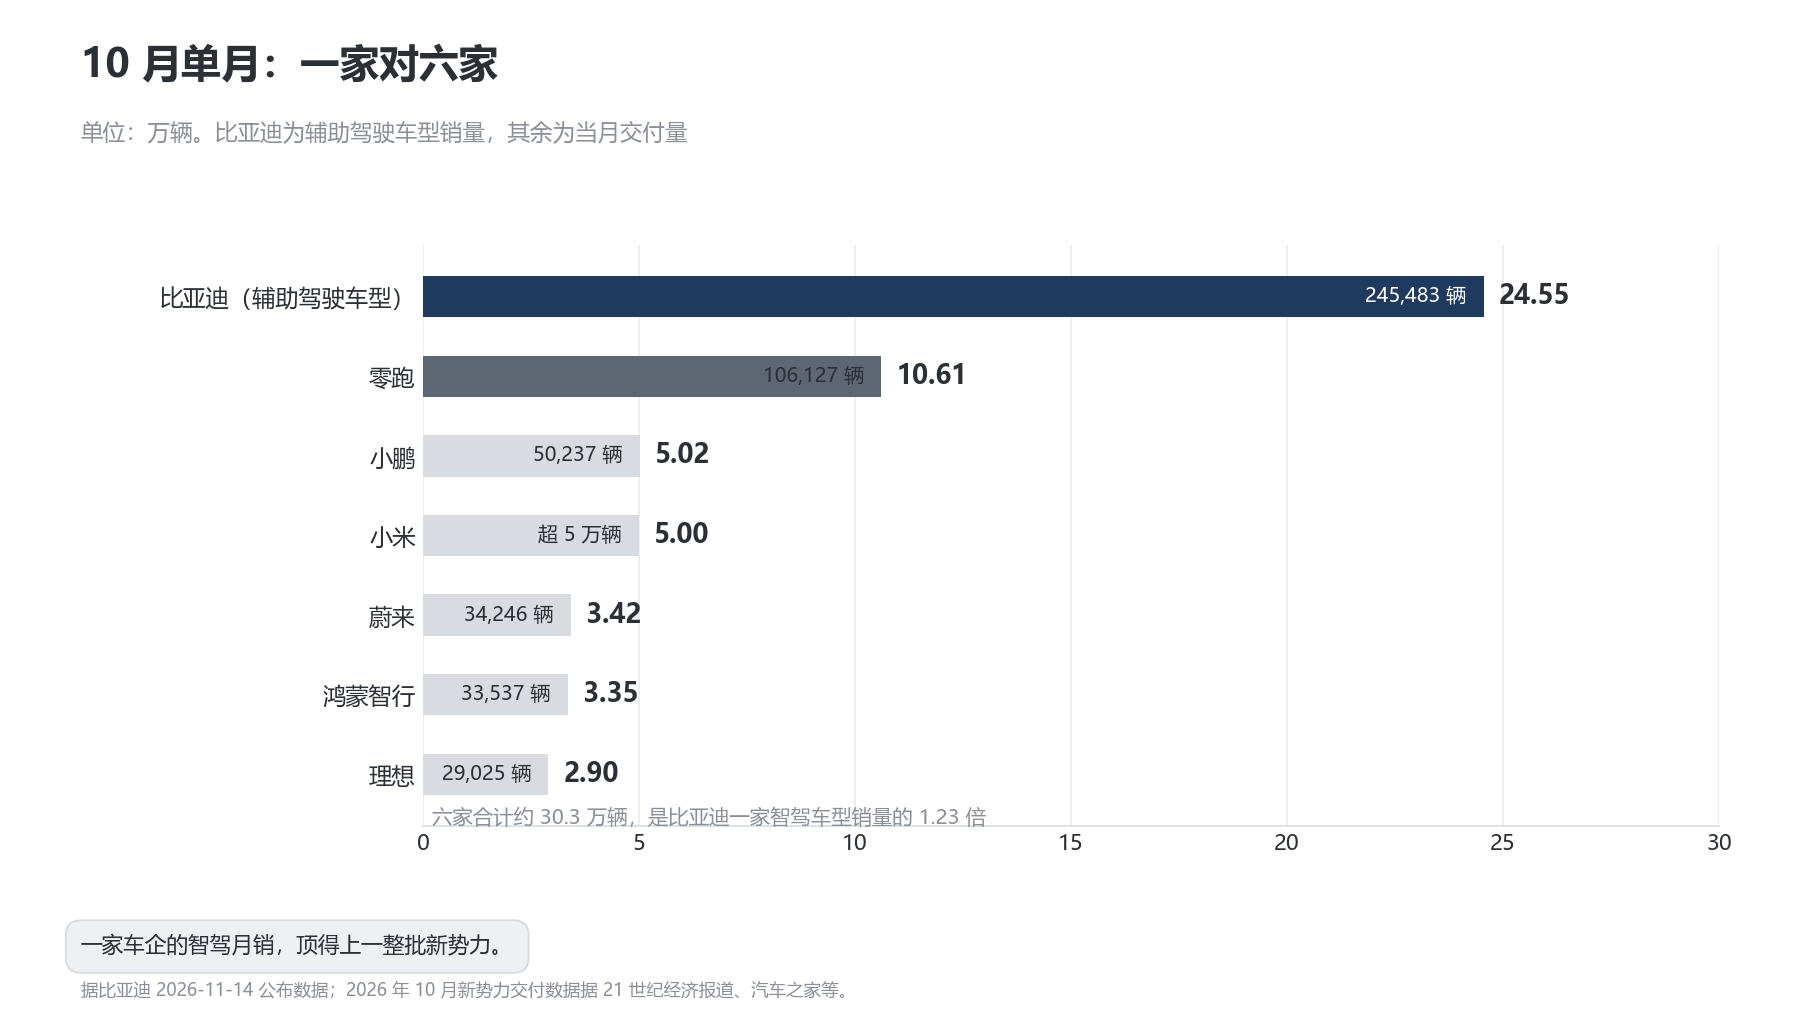 10 月单月：一家对六家
单位：万辆。比亚迪为辅助驾驶车型销量，其余为当月交付量
比亚迪（辅助驾驶车型） 245,483 辆 24.55
零跑 106,127 辆 10.61
小鹏 50,237 辆 5.02
小米 超 5 万辆 5.00
蔚来 34,246 辆 3.42
鸿蒙智行 33,537 辆 3.35
理想 29,025 辆 2.90
六家合计约 30.3 万辆，是比亚迪一家智驾车型销量的 1.23 倍
0 5 10 15 20 25 30
一家车企的智驾月销，顶得上一整批新势力。
据比亚迪 2026-11-14 公布数据；2026 年 10 月新势力交付数据据 21 世纪经济报道、汽车之家等。